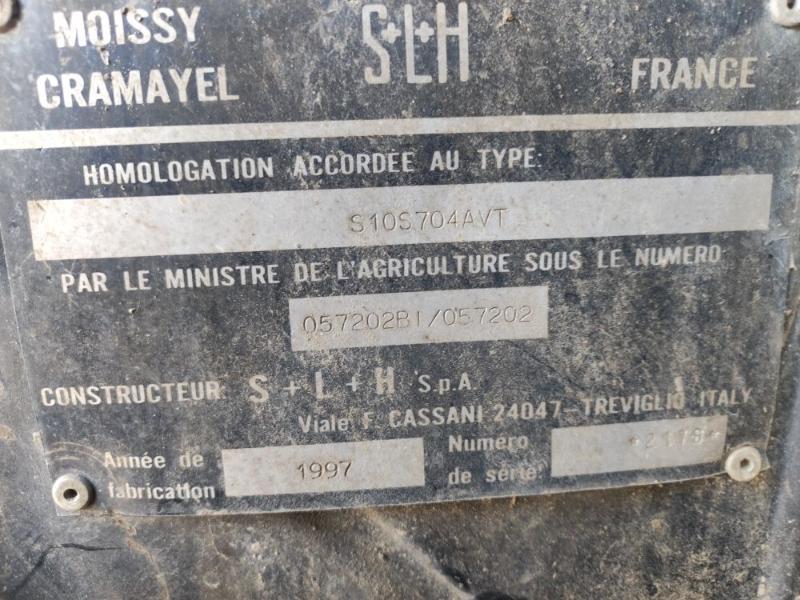 MOISSY S+L+H
CRAMAYEL FRANCE
HOMOLOGATION ACCORDEE AU TYPE:
S10S704AVT
PAR LE MINISTRE DE L'AGRICULTURE SOUS LE NUMERO
057202B1/057202
CONSTRUCTEUR: S + L + H S.p.A.
Viale F. CASSANI 24047-TREVIGLIO ITALY
Année de fabrication 1997
Numéro de série: